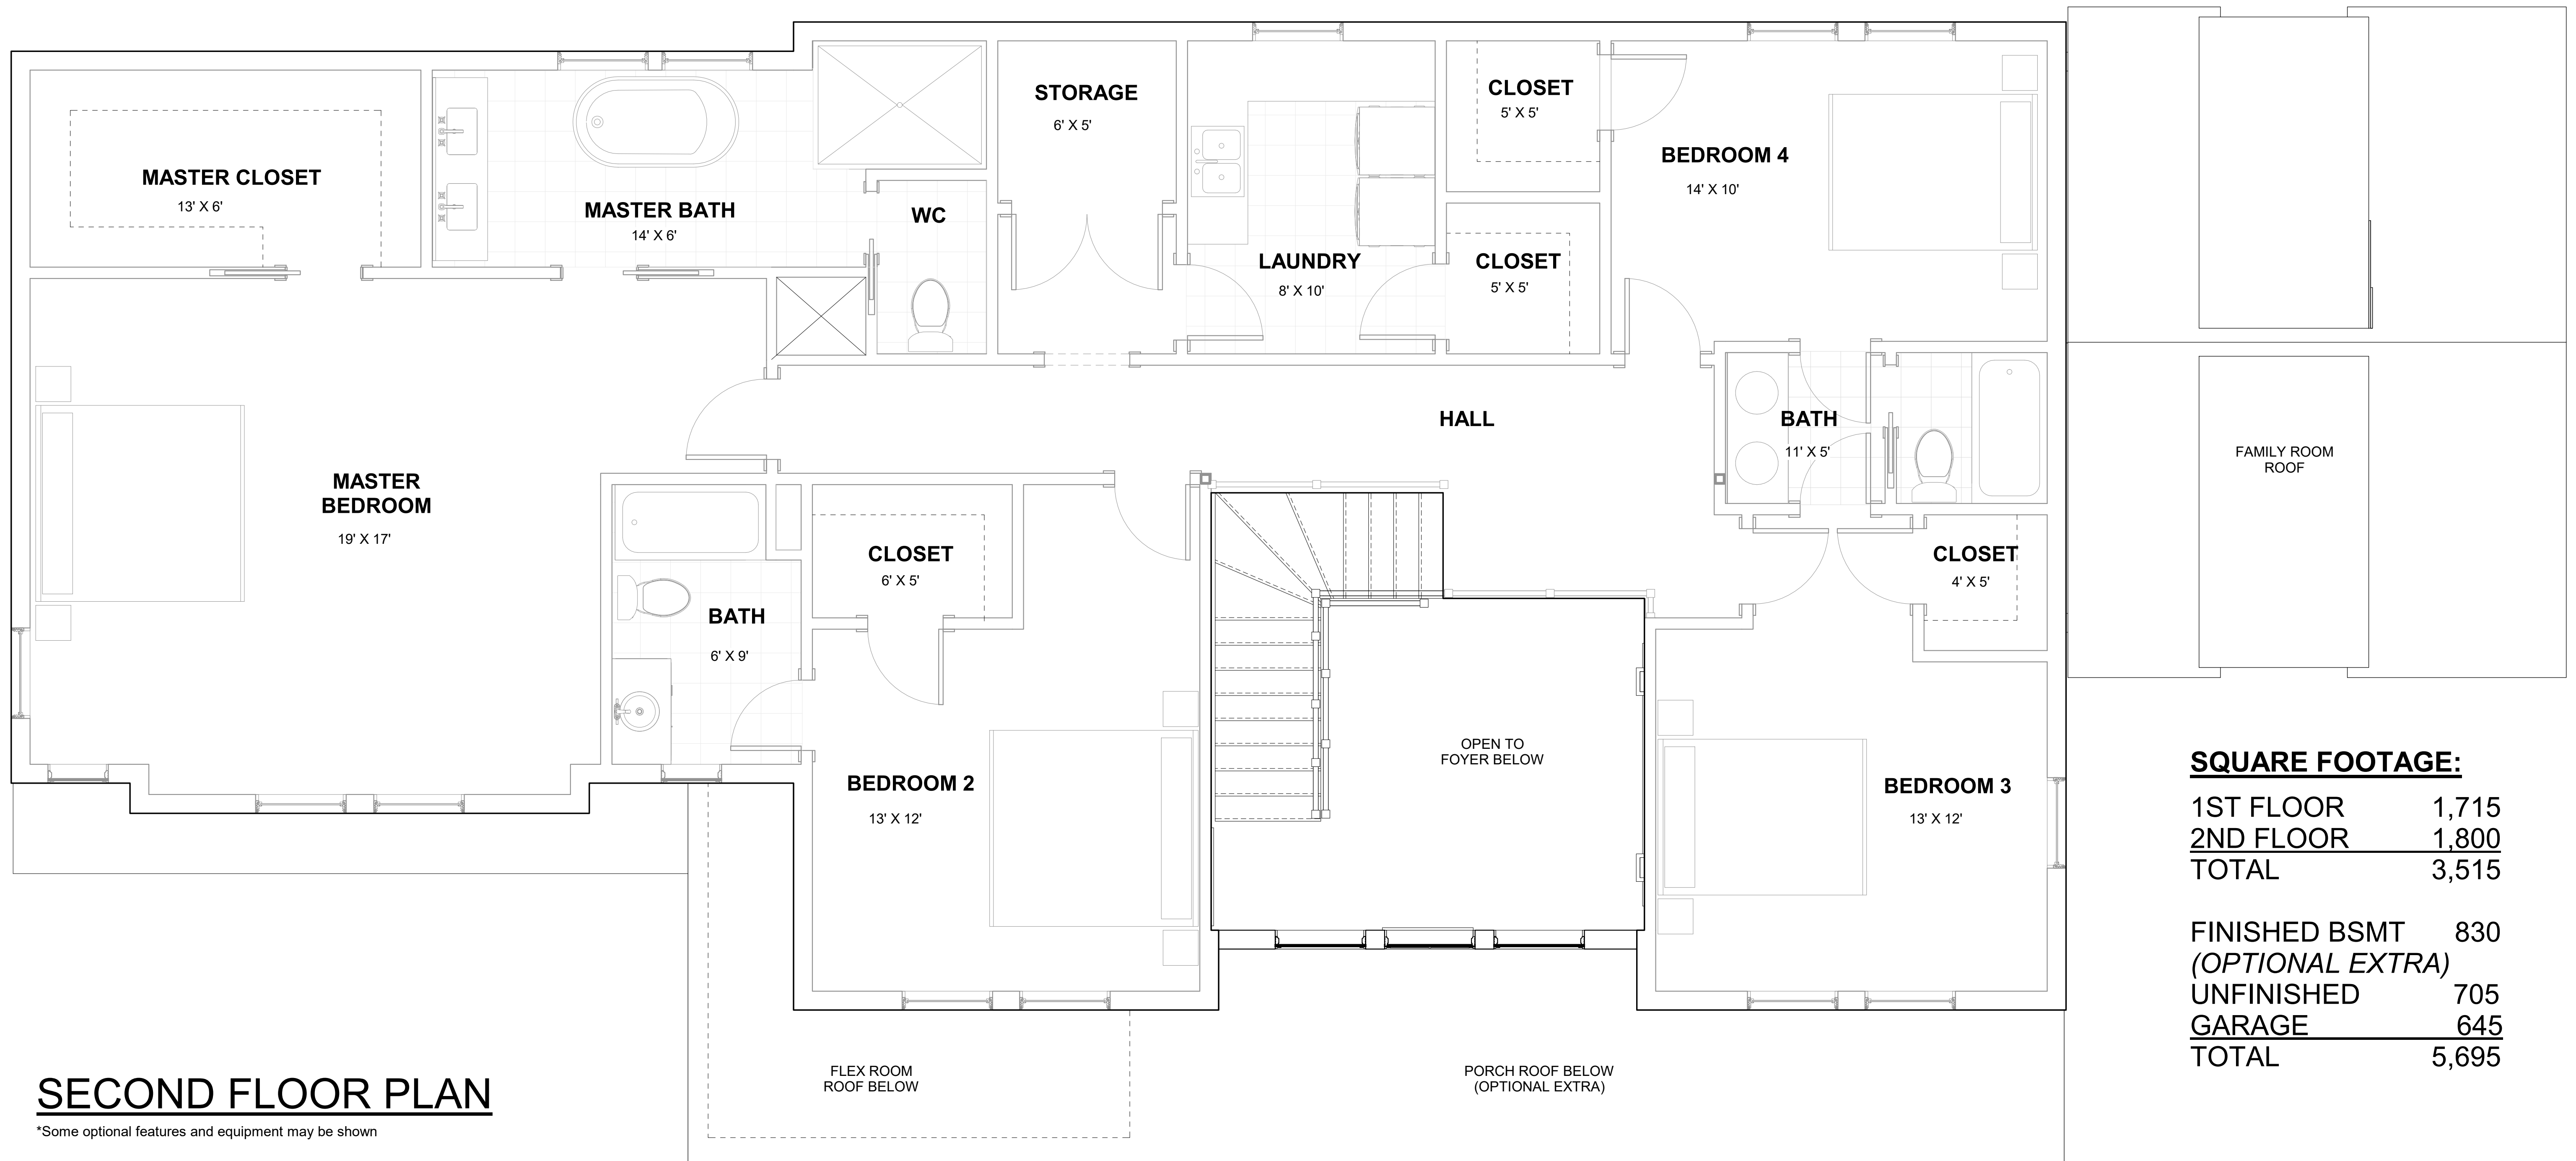 MASTER CLOSET
13' X 6'
MASTER BATH
14' X 6'
WC
STORAGE
6' X 5'
LAUNDRY
8' X 10'
CLOSET
5' X 5'
CLOSET
5' X 5'
BEDROOM 4
14' X 10'
MASTER
BEDROOM
19' X 17'
HALL
BATH
11' X 5'
FAMILY ROOM
ROOF
BATH
6' X 9'
CLOSET
6' X 5'
CLOSET
4' X 5'
BEDROOM 2
13' X 12'
OPEN TO
FOYER BELOW
BEDROOM 3
13' X 12'
SQUARE FOOTAGE:
1ST FLOOR 1,715
2ND FLOOR 1,800
TOTAL 3,515
FINISHED BSMT 830
(OPTIONAL EXTRA)
UNFINISHED 705
GARAGE 645
TOTAL 5,695
FLEX ROOM
ROOF BELOW
PORCH ROOF BELOW
(OPTIONAL EXTRA)
SECOND FLOOR PLAN
*Some optional features and equipment may be shown